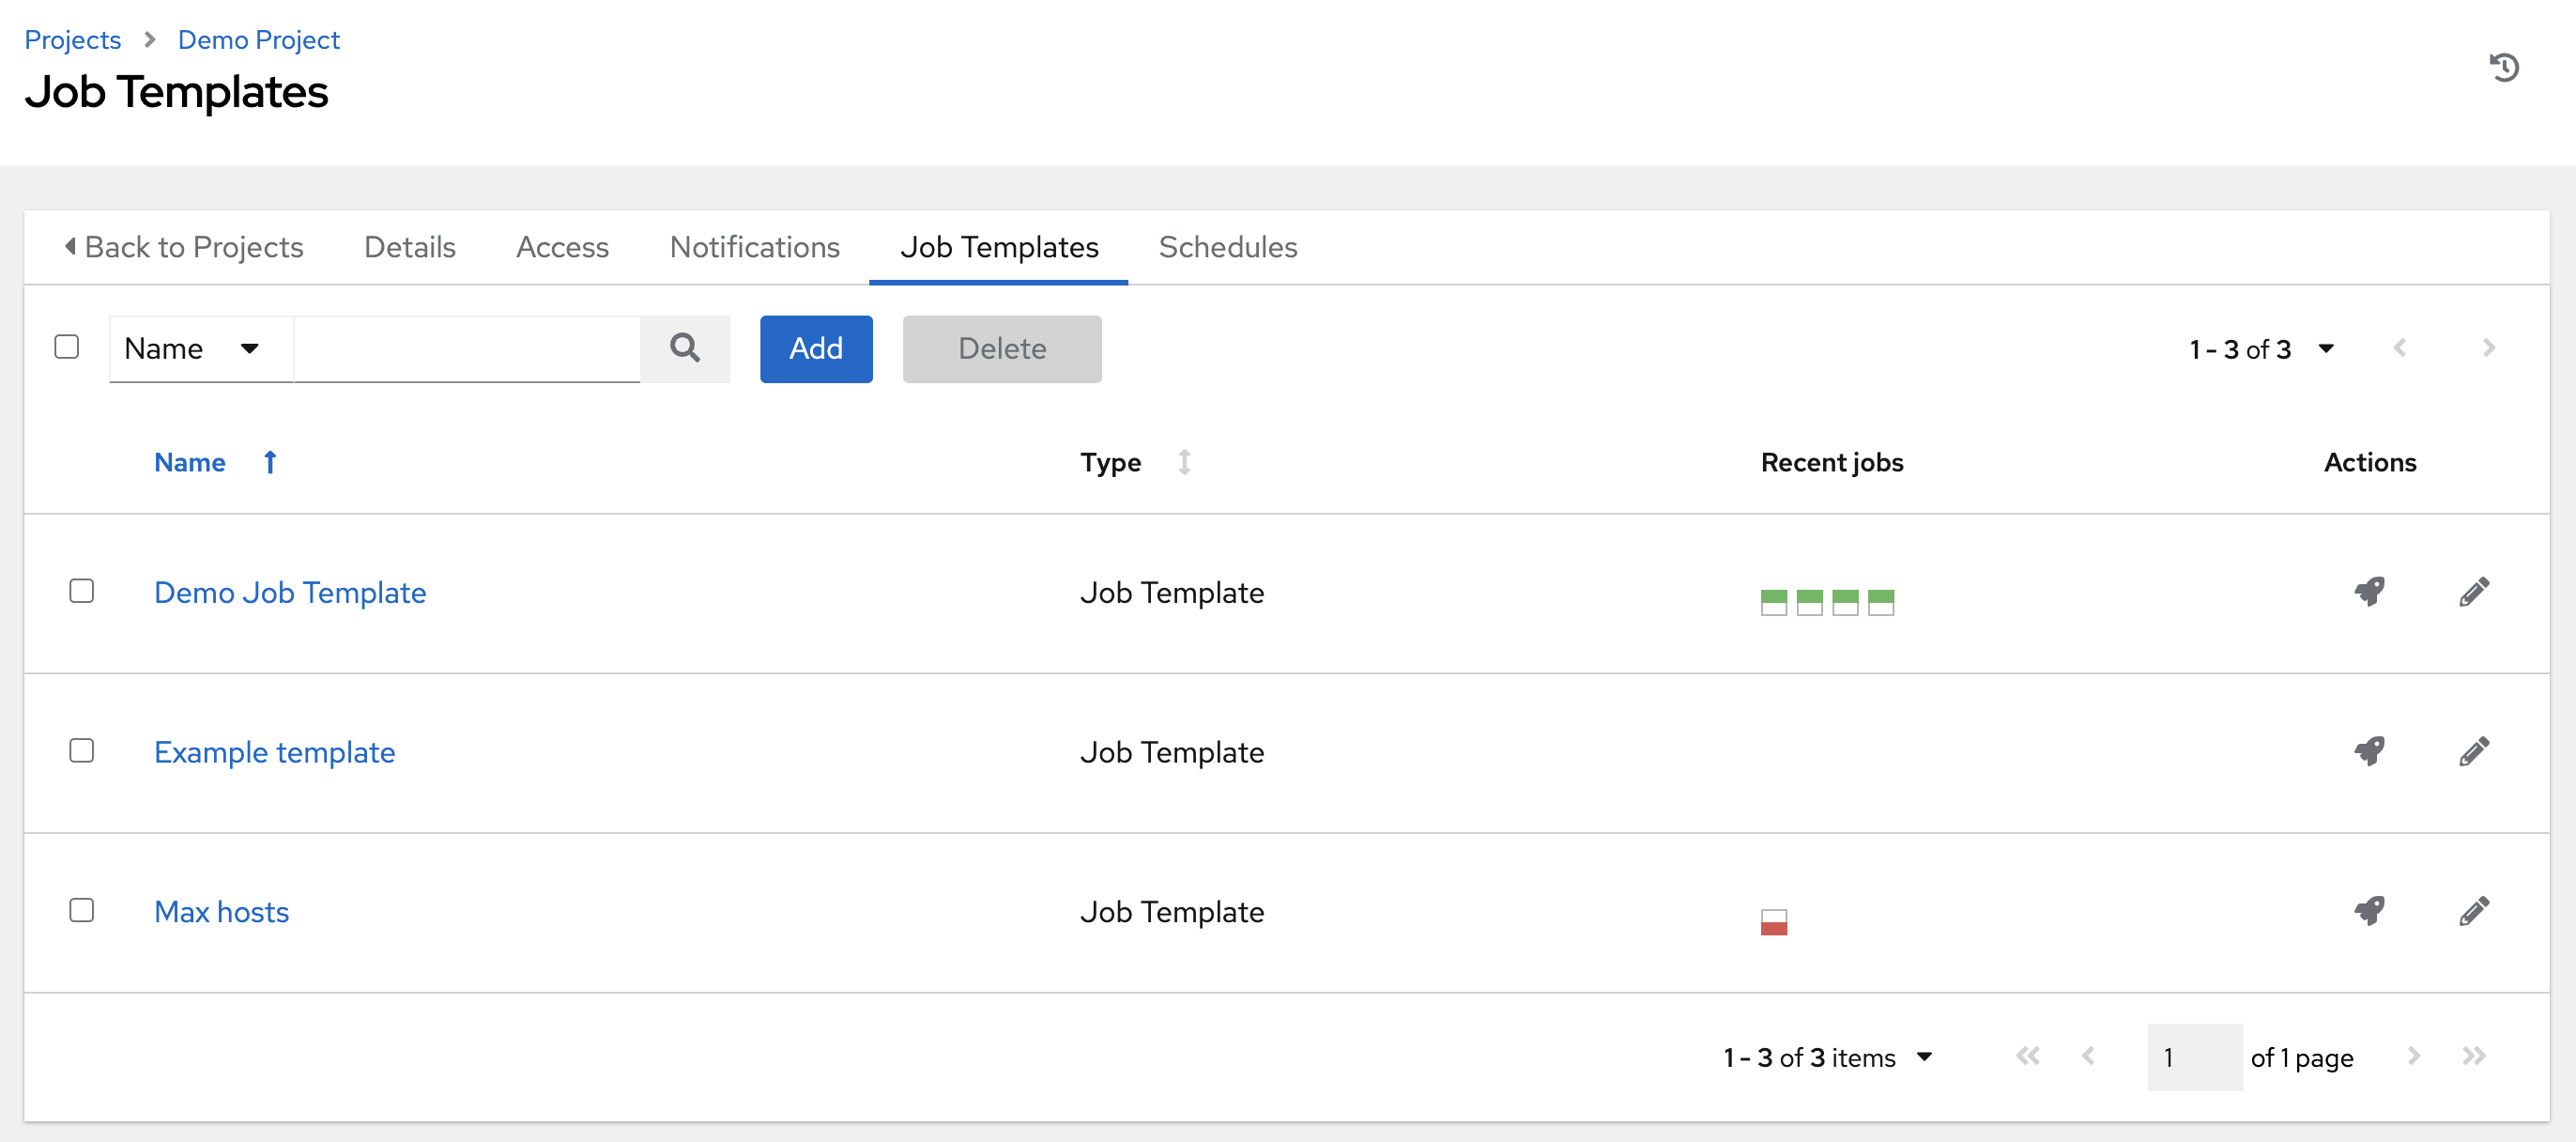 Projects Demo Project
Job Templates
Back to Projects Details Access Notifications Job Templates Schedules
Name Add Delete 1 - 3 of 3
Name Type Recent jobs Actions
Demo Job Template Job Template
Example template Job Template
Max hosts Job Template
1 - 3 of 3 items 1 of 1 page